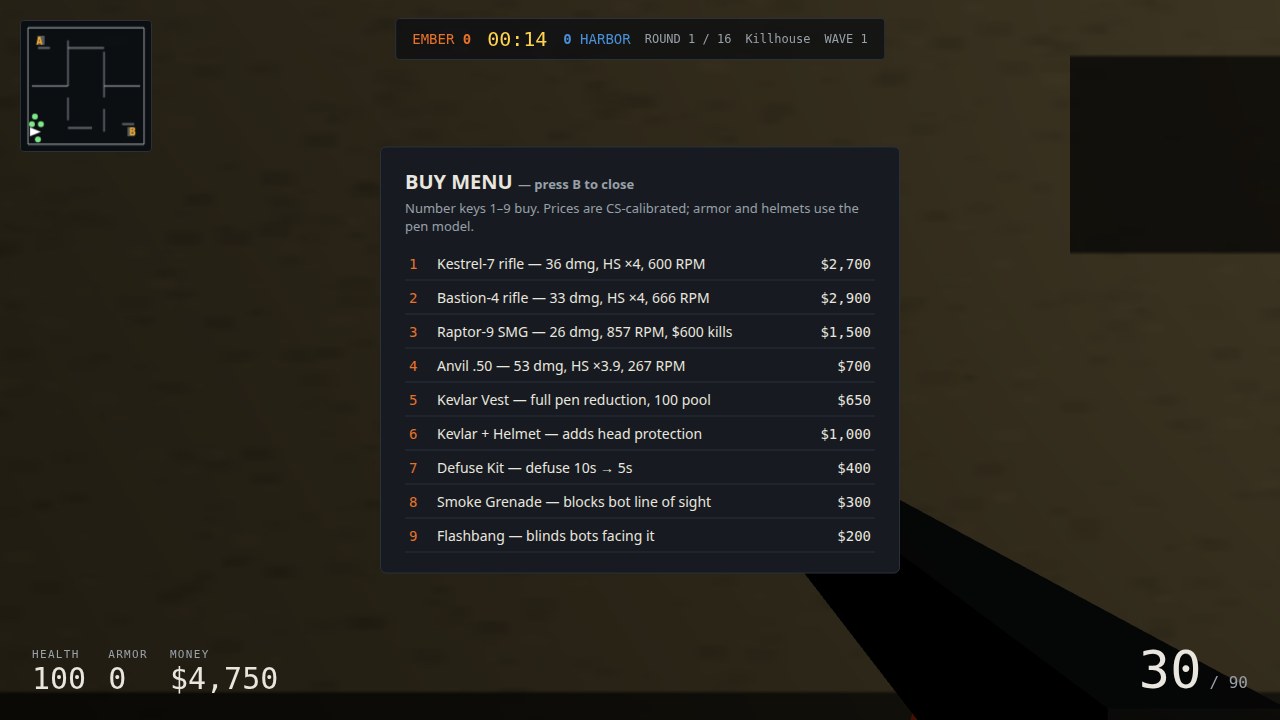 A
B
EMBER 0 00:14 0 HARBOR ROUND 1 / 16 Killhouse WAVE 1
BUY MENU — press B to close
Number keys 1–9 buy. Prices are CS-calibrated; armor and helmets use the
pen model.
1 Kestrel-7 rifle — 36 dmg, HS ×4, 600 RPM $2,700
2 Bastion-4 rifle — 33 dmg, HS ×4, 666 RPM $2,900
3 Raptor-9 SMG — 26 dmg, 857 RPM, $600 kills $1,500
4 Anvil .50 — 53 dmg, HS ×3.9, 267 RPM $700
5 Kevlar Vest — full pen reduction, 100 pool $650
6 Kevlar + Helmet — adds head protection $1,000
7 Defuse Kit — defuse 10s → 5s $400
8 Smoke Grenade — blocks bot line of sight $300
9 Flashbang — blinds bots facing it $200
HEALTH ARMOR MONEY
100 0 $4,750
30 / 90